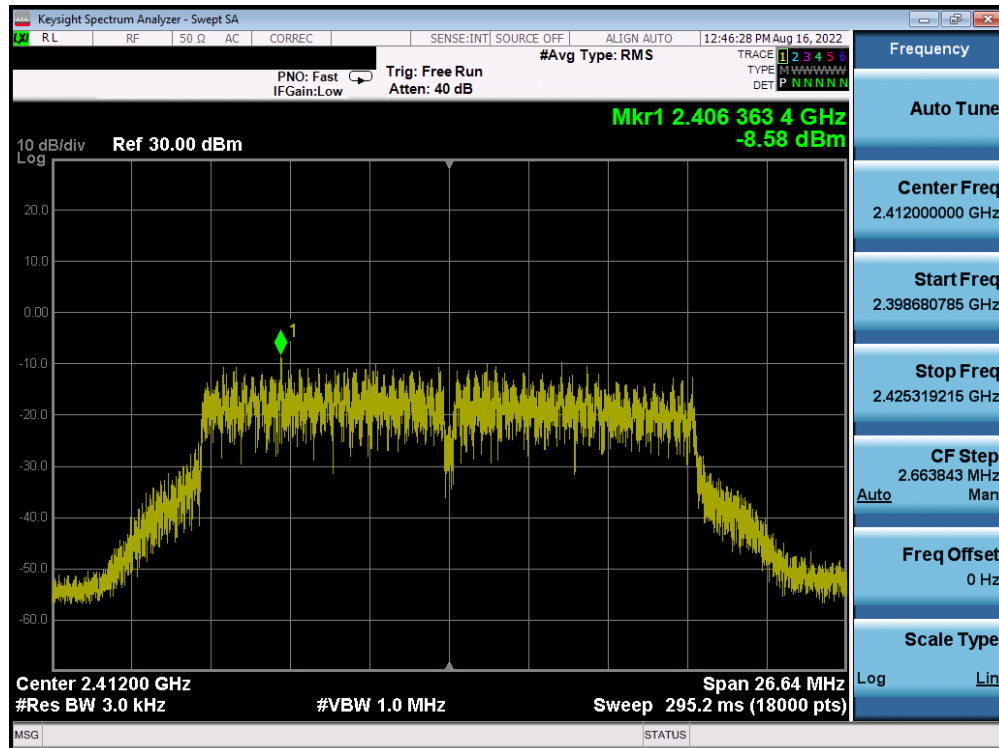 Keysight Spectrum Analyzer - Swept SA
LXI RL RF 50 Ω AC CORREC SENSE:INT SOURCE OFF ALIGN AUTO 12:46:28 PM Aug 16, 2022
#Avg Type: RMS TRACE 1 2 3 4 5 6
PNO: Fast Trig: Free Run TYPE M WWWWW
IFGain:Low Atten: 40 dB DET P N N N N N
Mkr1 2.406 363 4 GHz
-8.58 dBm
10 dB/div Ref 30.00 dBm
Log
20.0
10.0
0.00
1
-10.0
-20.0
-30.0
-40.0
-50.0
-60.0
Center 2.41200 GHz Span 26.64 MHz
#Res BW 3.0 kHz #VBW 1.0 MHz Sweep 295.2 ms (18000 pts)
MSG STATUS
Frequency
Auto Tune
Center Freq
2.412000000 GHz
Start Freq
2.398680785 GHz
Stop Freq
2.425319215 GHz
CF Step
2.663843 MHz
Auto Man
Freq Offset
0 Hz
Scale Type
Log Lin